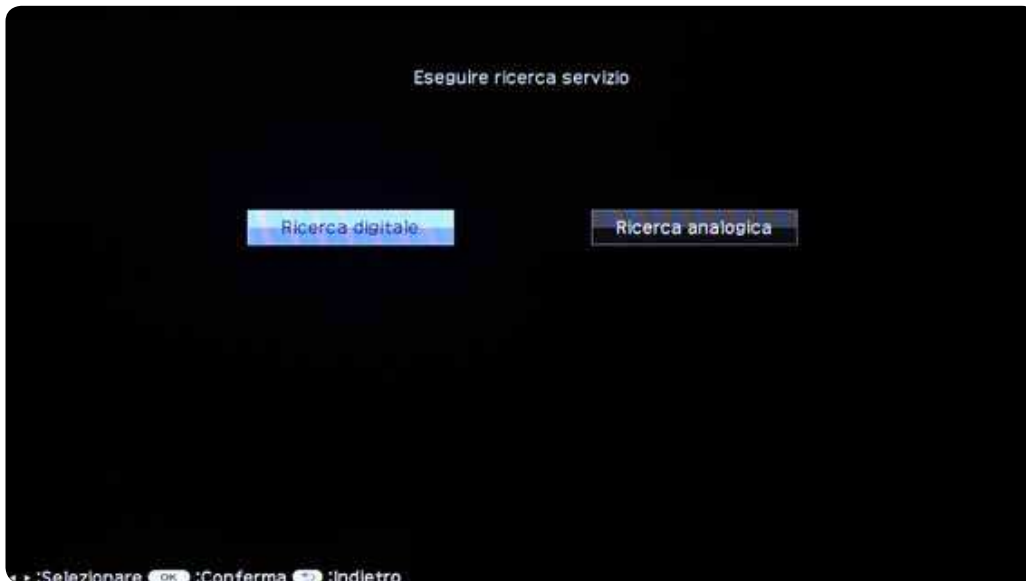 Eseguire ricerca servizio
Ricerca digitale
Ricerca analogica
:Selezionare OK :Conferma :Indietro